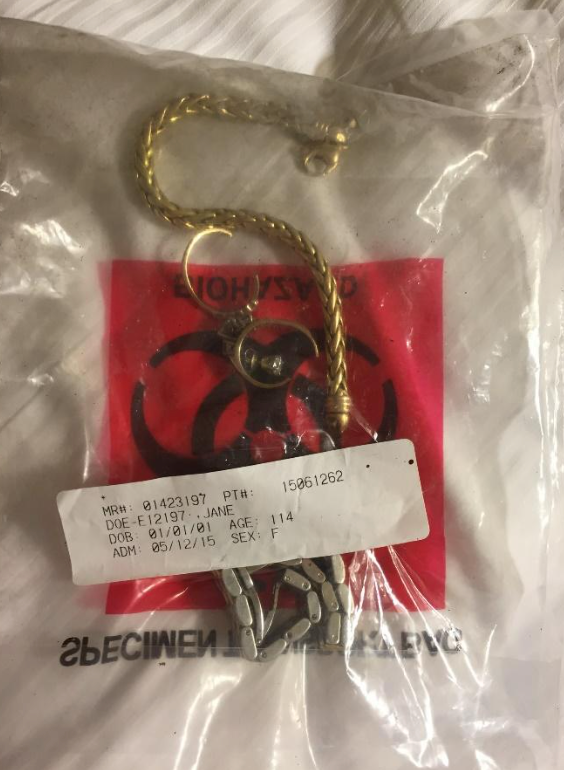 BIOHAZARD
MR#: 01423197 PT#: 15061262
DOE-E12197 ,JANE
DOB: 01/01/01 AGE: 114
ADM: 05/12/15 SEX: F
SPECIMEN BAG